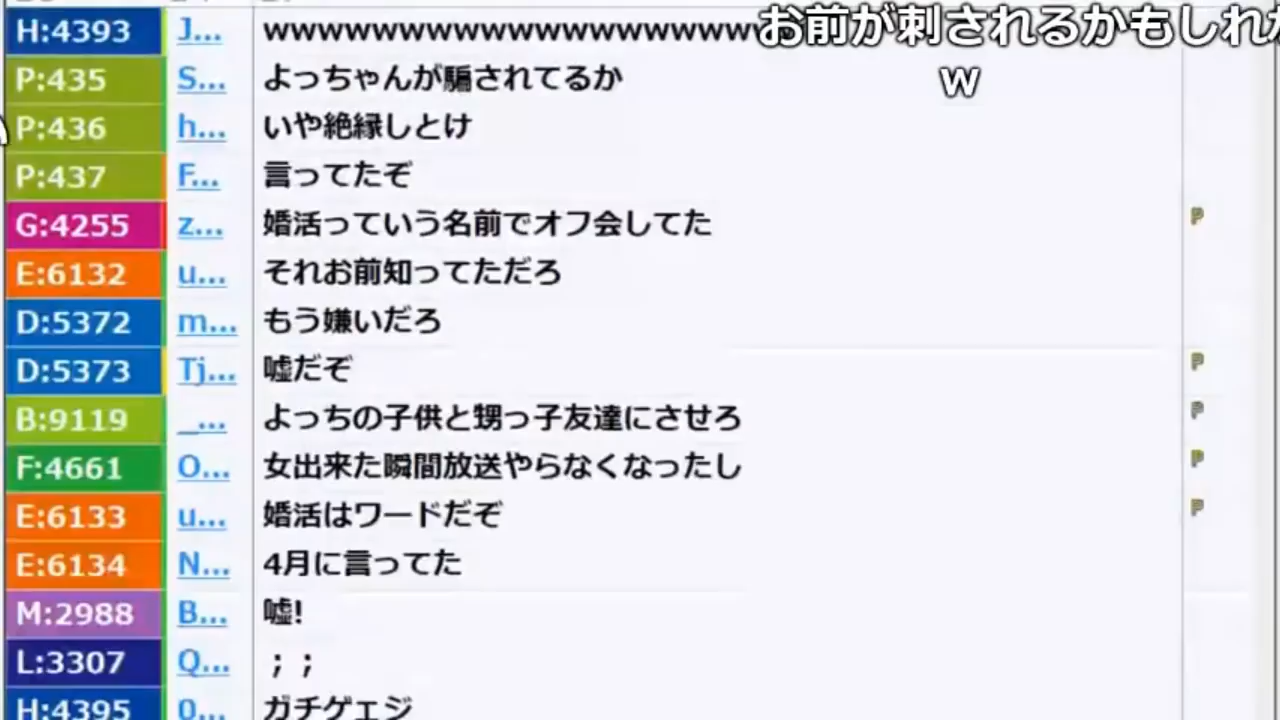 H:4393 J... wwwwwwwwwwwwwwwwwww お前が刺されるかもしれ
P:435 S... よっちゃんが騙されてるか w
P:436 h... いや絶縁しとけ
P:437 F... 言ってたぞ
G:4255 z... 婚活っていう名前でオフ会してた P
E:6132 u... それお前知ってただろ
D:5372 m... もう嫌いだろ
D:5373 Tj... 嘘だぞ P
B:9119 _... よっちの子供と甥っ子友達にさせろ P
F:4661 O... 女出来た瞬間放送やらなくなったし P
E:6133 u... 婚活はワードだぞ P
E:6134 N... 4月に言ってた
M:2988 B... 嘘!
L:3307 Q... ；；
H:4395 0... ガチゲェジ